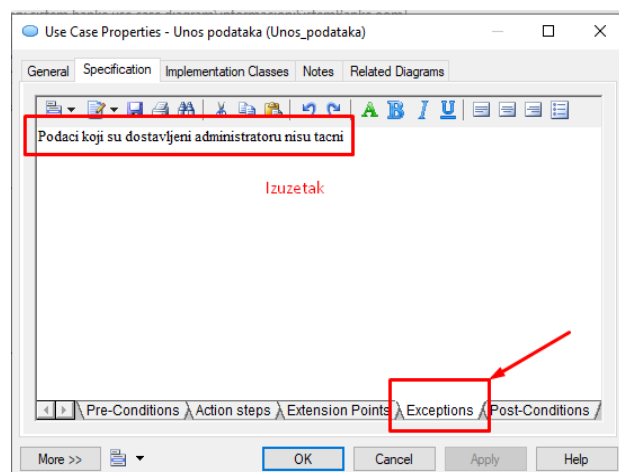 Use Case Properties - Unos podataka (Unos_podataka)
General Specification Implementation Classes Notes Related Diagrams
A B I U
Podaci koji su dostavljeni administratoru nisu tacni
Izuzetak
Pre-Conditions Action steps Extension Points Exceptions Post-Conditions
More >> OK Cancel Apply Help